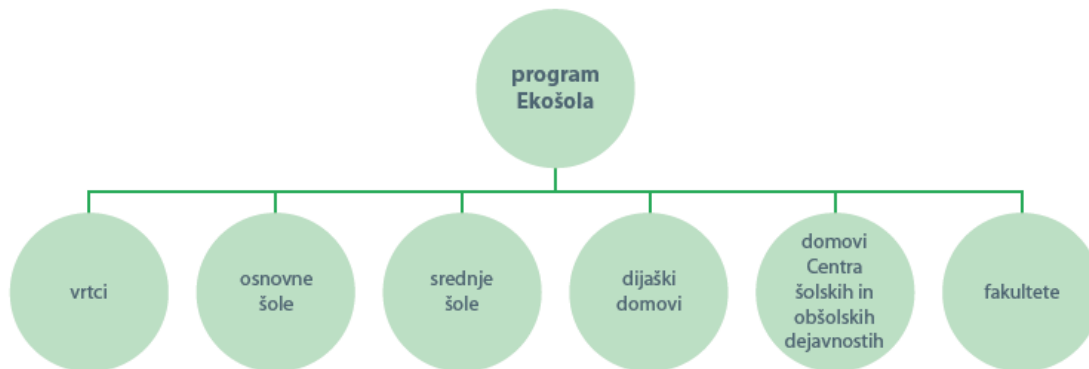 program
Ekošola
vrtci
osnovne
šole
srednje
šole
dijaški
domovi
domovi
Centra
šolskih in
obšolskih
dejavnostih
fakultete